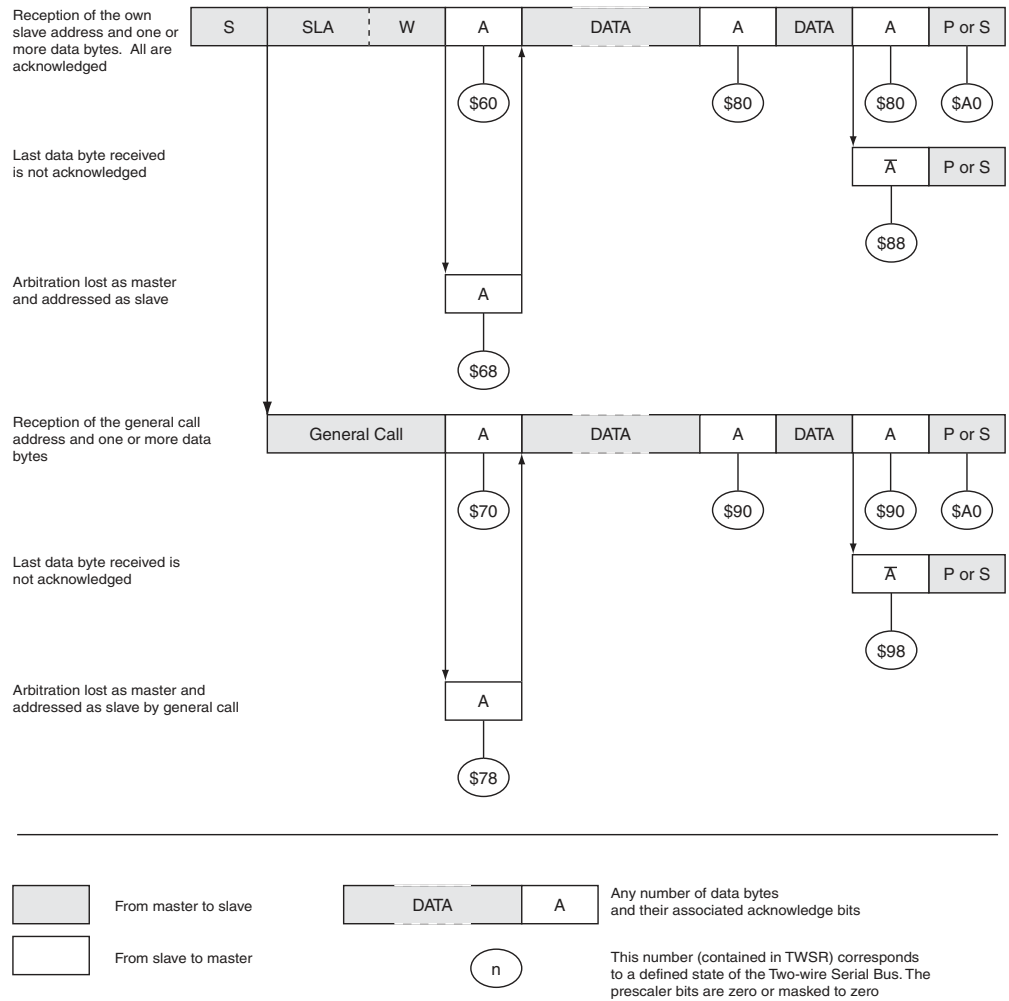 Reception of the own
slave address and one or
more data bytes. All are
acknowledged
S SLA W A DATA A DATA A P or S
$60 $80 $80 $A0
Last data byte received
is not acknowledged
A̅ P or S
$88
Arbitration lost as master
and addressed as slave
A
$68
Reception of the general call
address and one or more data
bytes
General Call A DATA A DATA A P or S
$70 $90 $90 $A0
Last data byte received is
not acknowledged
A̅ P or S
$98
Arbitration lost as master and
addressed as slave by general call
A
$78
From master to slave
DATA A
Any number of data bytes
and their associated acknowledge bits
From slave to master
n
This number (contained in TWSR) corresponds
to a defined state of the Two-wire Serial Bus. The
prescaler bits are zero or masked to zero